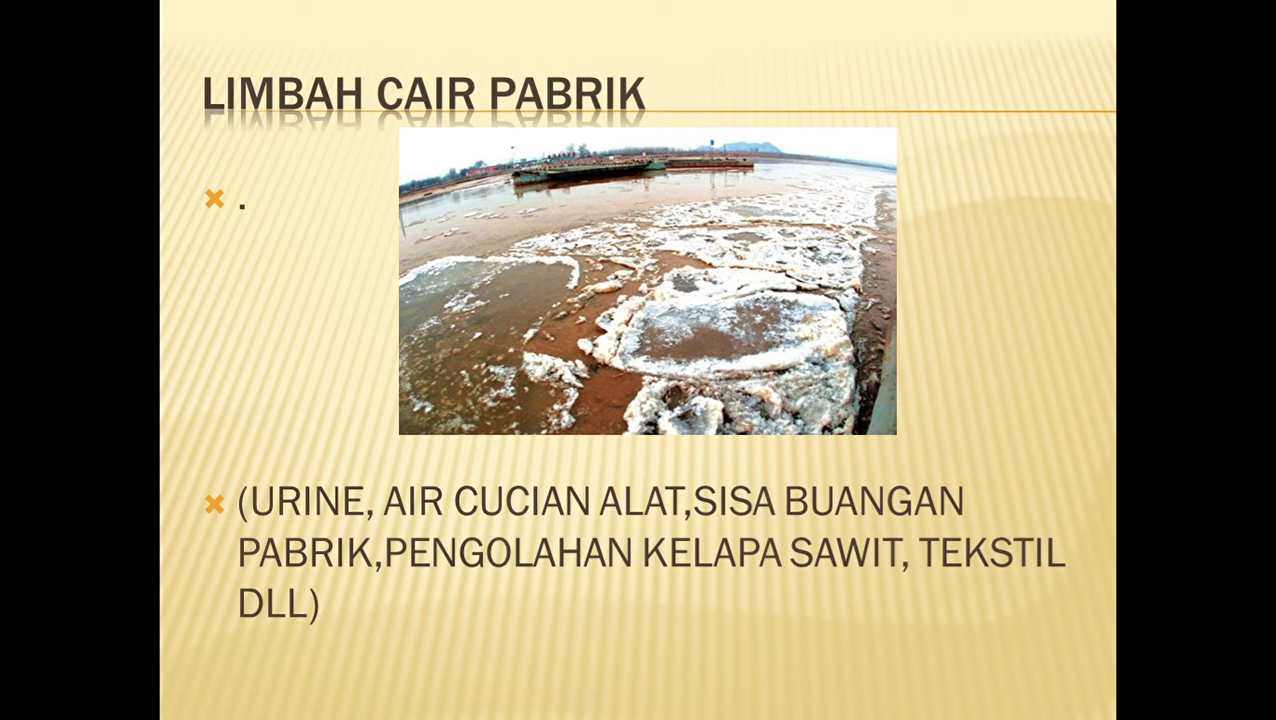 LIMBAH CAIR PABRIK
.
(URINE, AIR CUCIAN ALAT,SISA BUANGAN
PABRIK,PENGOLAHAN KELAPA SAWIT, TEKSTIL
DLL)